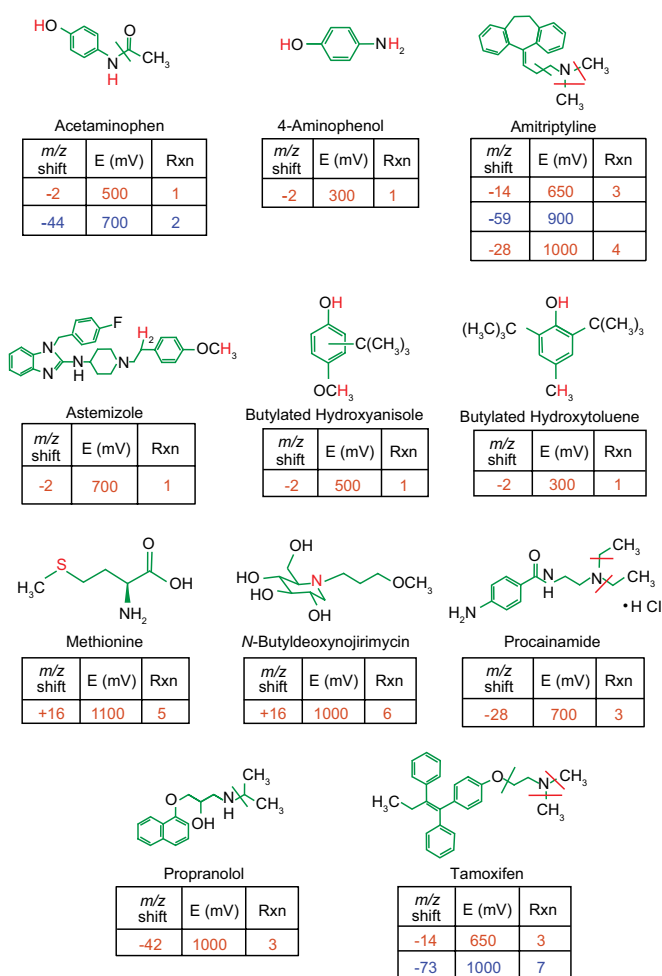 HO
O
N
H
CH3
Acetaminophen
m/z shift E (mV) Rxn
-2 500 1
-44 700 2
HO
NH2
4-Aminophenol
m/z shift E (mV) Rxn
-2 300 1
N
CH3
CH3
Amitriptyline
m/z shift E (mV) Rxn
-14 650 3
-59 900
-28 1000 4
F
N
N
N
H
N
H2
OCH3
Astemizole
m/z shift E (mV) Rxn
-2 700 1
OH
C(CH3)3
OCH3
Butylated Hydroxyanisole
m/z shift E (mV) Rxn
-2 500 1
OH
(H3C)3C
C(CH3)3
CH3
Butylated Hydroxytoluene
m/z shift E (mV) Rxn
-2 300 1
S
H3C
O
OH
NH2
Methionine
m/z shift E (mV) Rxn
+16 1100 5
OH
HO
HO
N
OH
OCH3
N-Butyldeoxynojirimycin
m/z shift E (mV) Rxn
+16 1000 6
O
N
H
H2N
N
CH3
CH3
•H Cl
Procainamide
m/z shift E (mV) Rxn
-28 700 3
O
OH
N
H
CH3
CH3
Propranolol
m/z shift E (mV) Rxn
-42 1000 3
H3C
O
N
CH3
CH3
Tamoxifen
m/z shift E (mV) Rxn
-14 650 3
-73 1000 7